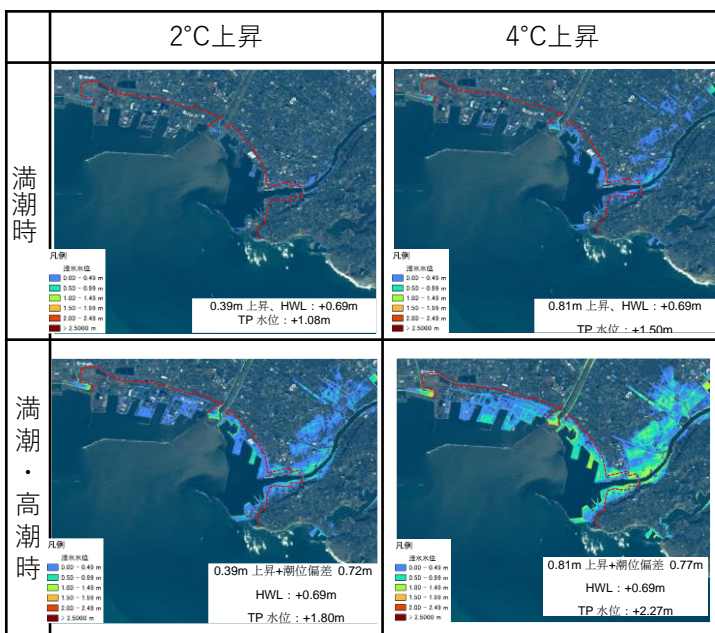 2°C上昇
4°C上昇
満潮時
凡例
浸水水位
0.00 - 0.49 m
0.50 - 0.99 m
1.00 - 1.49 m
1.50 - 1.99 m
2.00 - 2.49 m
> 2.5000 m
0.39m 上昇、HWL：+0.69m
TP 水位：+1.08m
凡例
浸水水位
0.00 - 0.49 m
0.50 - 0.99 m
1.00 - 1.49 m
1.50 - 1.99 m
2.00 - 2.49 m
> 2.5000 m
0.81m 上昇、HWL：+0.69m
TP 水位：+1.50m
満潮・高潮時
凡例
浸水水位
0.00 - 0.49 m
0.50 - 0.99 m
1.00 - 1.49 m
1.50 - 1.99 m
2.00 - 2.49 m
> 2.5000 m
0.39m 上昇+潮位偏差 0.72m
HWL：+0.69m
TP 水位：+1.80m
凡例
浸水水位
0.00 - 0.49 m
0.50 - 0.99 m
1.00 - 1.49 m
1.50 - 1.99 m
2.00 - 2.49 m
> 2.5000 m
0.81m 上昇+潮位偏差 0.77m
HWL：+0.69m
TP 水位：+2.27m